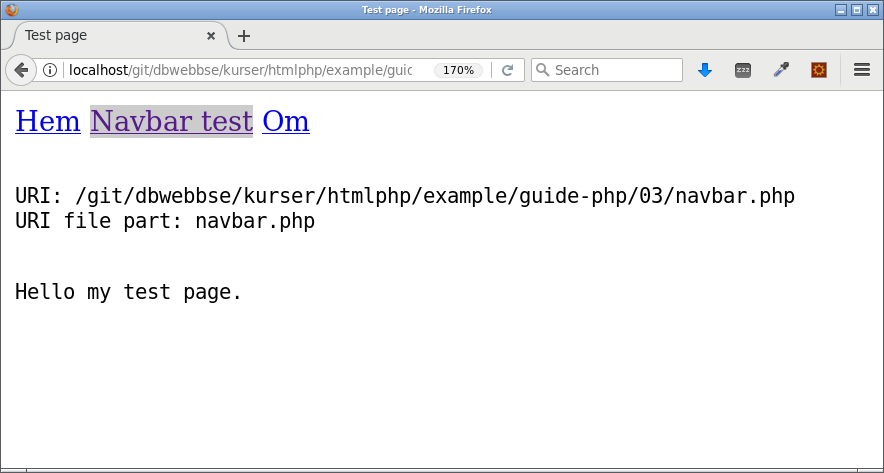 Test page - Mozilla Firefox
Test page
localhost/git/dbwebbse/kurser/htmlphp/example/guid
170%
Search
zzz
Hem Navbar test Om
URI: /git/dbwebbse/kurser/htmlphp/example/guide-php/03/navbar.php
URI file part: navbar.php
Hello my test page.